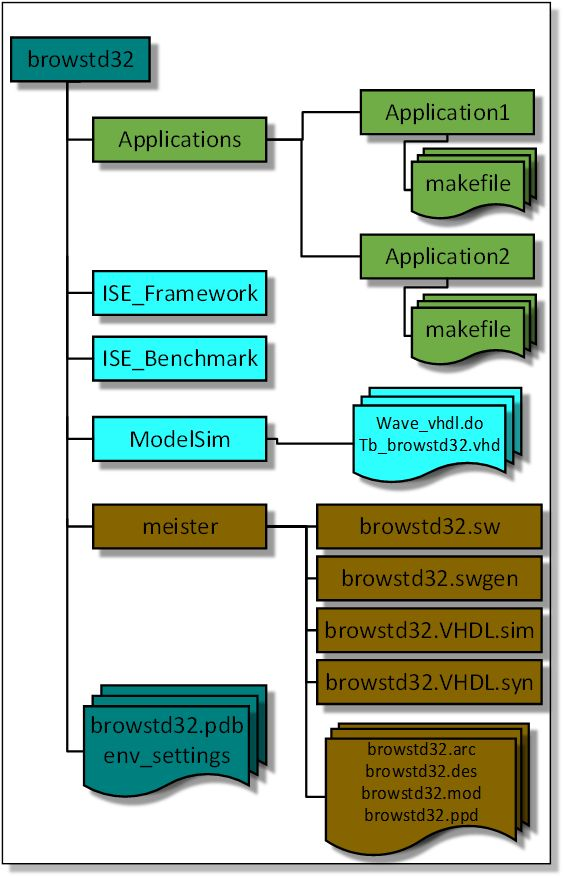 browstd32
Applications
Application1
makefile
Application2
makefile
ISE_Framework
ISE_Benchmark
ModelSim
Wave_vhdl.do
Tb_browstd32.vhd
meister
browstd32.sw
browstd32.swgen
browstd32.VHDL.sim
browstd32.VHDL.syn
browstd32.pdb
env_settings
browstd32.arc
browstd32.des
browstd32.mod
browstd32.ppd